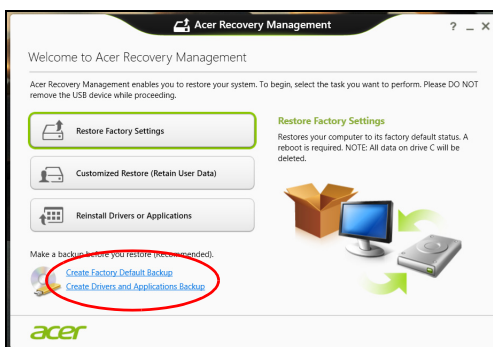 Acer Recovery Management
Welcome to Acer Recovery Management
Acer Recovery Management enables you to restore your system. To begin, select the task you want to perform. Please DO NOT
remove the USB device while proceeding.
Restore Factory Settings
Customized Restore (Retain User Data)
Reinstall Drivers or Applications
Restore Factory Settings
Restores your computer to its factory default status. A
reboot is required. NOTE: All data on drive C will be
deleted.
Make a backup before you restore (Recommended).
Create Factory Default Backup
Create Drivers and Applications Backup
acer